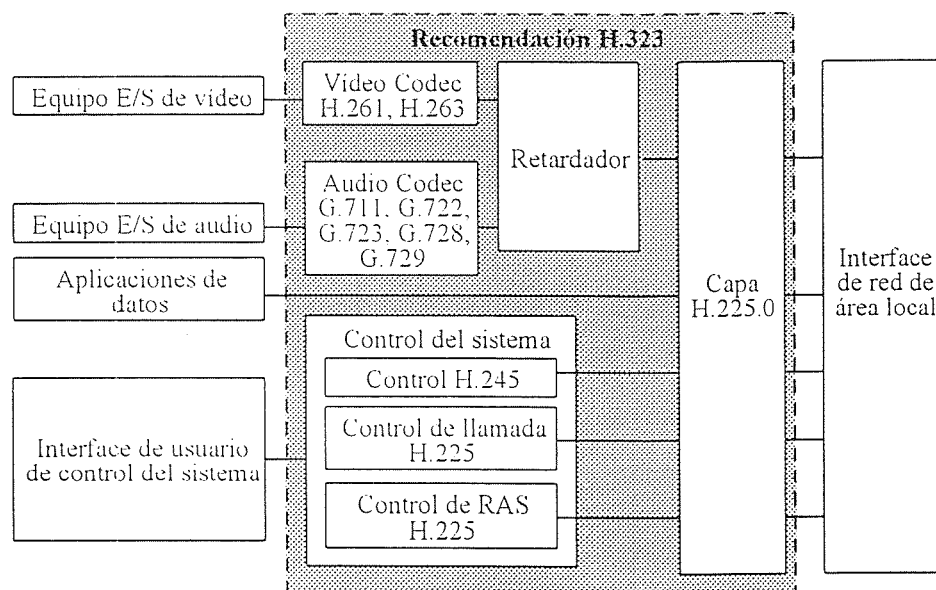 Recomendación H.323
Equipo E/S de vídeo
Vídeo Codec
H.261, H.263
Retardador
Equipo E/S de audio
Audio Codec
G.711, G.722,
G.723, G.728,
G.729
Aplicaciones de
datos
Capa
H.225.0
Interface
de red de
área local
Control del sistema
Control H.245
Control de llamada
H.225
Control de RAS
H.225
Interface de usuario
de control del sistema